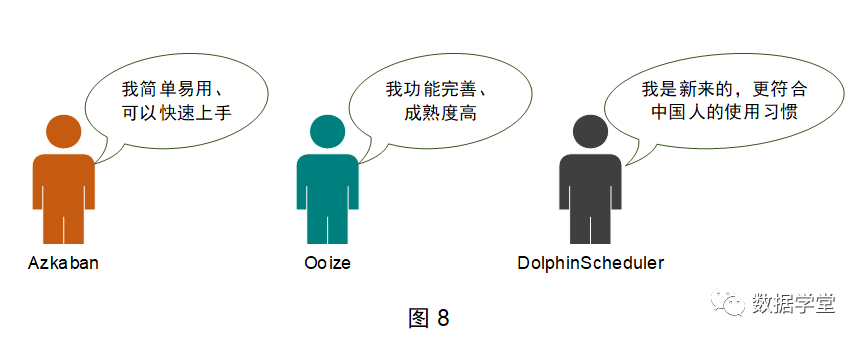 我简单易用、
可以快速上手
我功能完善、
成熟度高
我是新来的，更符合
中国人的使用习惯
Azkaban
Ooize
DolphinScheduler
图 8
数据学堂